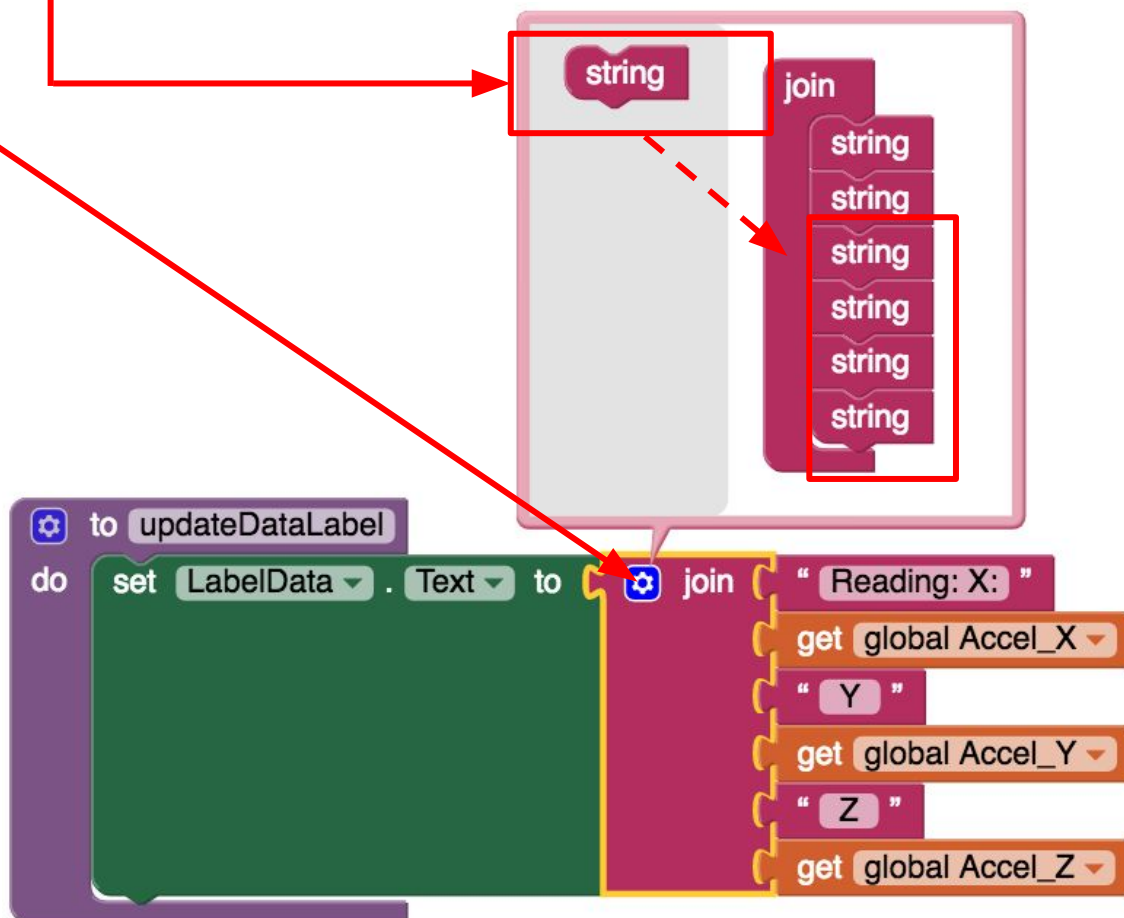 string
join
string
string
string
string
string
string
to updateDataLabel
do set LabelData . Text to join “ Reading: X: ”
get global Accel_X
“ Y ”
get global Accel_Y
“ Z ”
get global Accel_Z